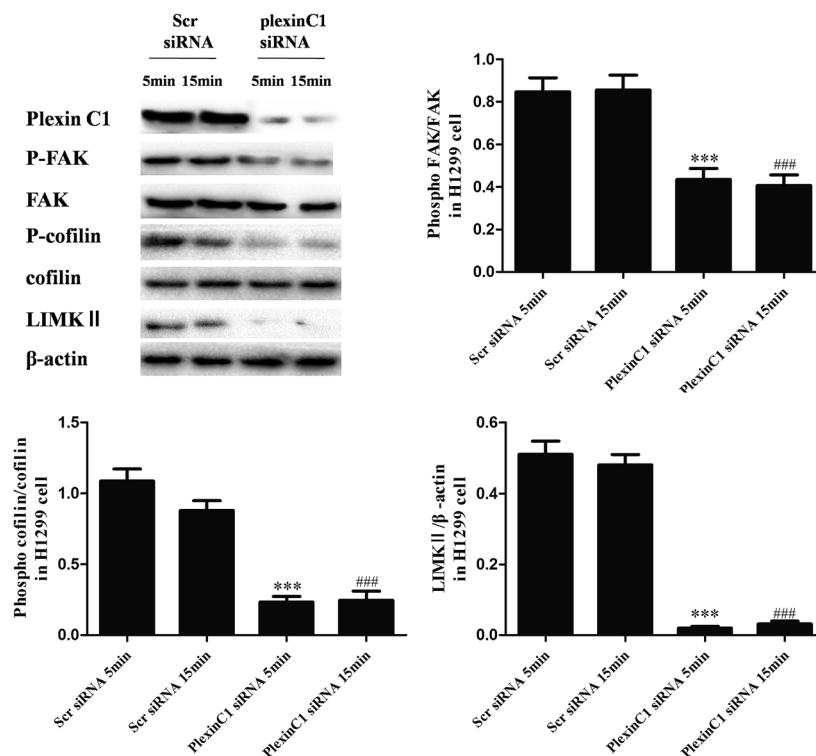 Scr
siRNA
plexinC1
siRNA
5min 15min 5min 15min
Plexin C1
P-FAK
FAK
P-cofilin
cofilin
LIMK Ⅱ
β-actin
Phospho FAK/FAK
in H1299 cell
1.0
0.8
0.6
0.4
0.2
0.0
***
###
Scr siRNA 5min
Scr siRNA 15min
PlexinC1 siRNA 5min
PlexinC1 siRNA 15min
Phospho cofilin/cofilin
in H1299 cell
1.5
1.0
0.5
0.0
***
###
Scr siRNA 5min
Scr siRNA 15min
PlexinC1 siRNA 5min
PlexinC1 siRNA 15min
LIMKⅡ/β -actin
in H1299 cell
0.6
0.4
0.2
0.0
***
###
Scr siRNA 5min
Scr siRNA 15min
PlexinC1 siRNA 5min
PlexinC1 siRNA 15min